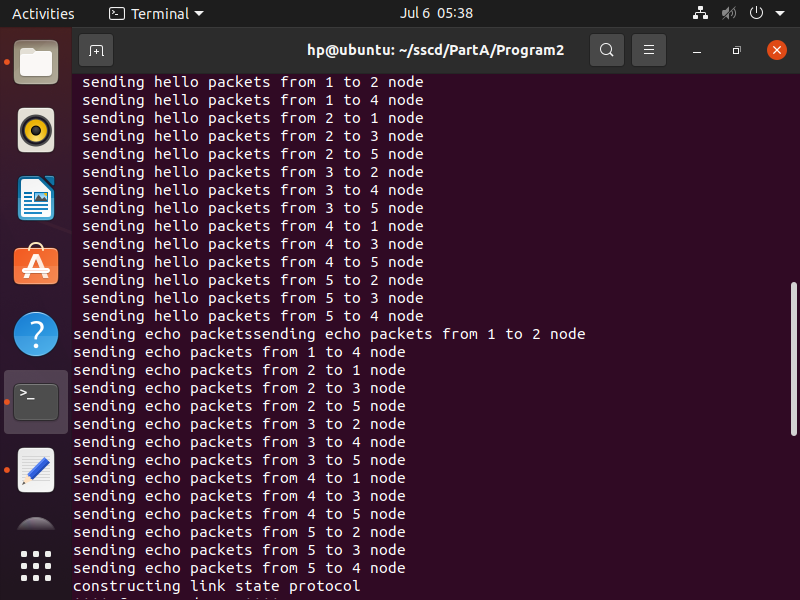 Activities
Terminal
Jul 6 05:38
hp@ubuntu: ~/sscd/PartA/Program2
sending hello packets from 1 to 2 node
sending hello packets from 1 to 4 node
sending hello packets from 2 to 1 node
sending hello packets from 2 to 3 node
sending hello packets from 2 to 5 node
sending hello packets from 3 to 2 node
sending hello packets from 3 to 4 node
sending hello packets from 3 to 5 node
sending hello packets from 4 to 1 node
sending hello packets from 4 to 3 node
sending hello packets from 4 to 5 node
sending hello packets from 5 to 2 node
sending hello packets from 5 to 3 node
sending hello packets from 5 to 4 node
sending echo packetssending echo packets from 1 to 2 node
sending echo packets from 1 to 4 node
sending echo packets from 2 to 1 node
sending echo packets from 2 to 3 node
sending echo packets from 2 to 5 node
sending echo packets from 3 to 2 node
sending echo packets from 3 to 4 node
sending echo packets from 3 to 5 node
sending echo packets from 4 to 1 node
sending echo packets from 4 to 3 node
sending echo packets from 4 to 5 node
sending echo packets from 5 to 2 node
sending echo packets from 5 to 3 node
sending echo packets from 5 to 4 node
constructing link state protocol